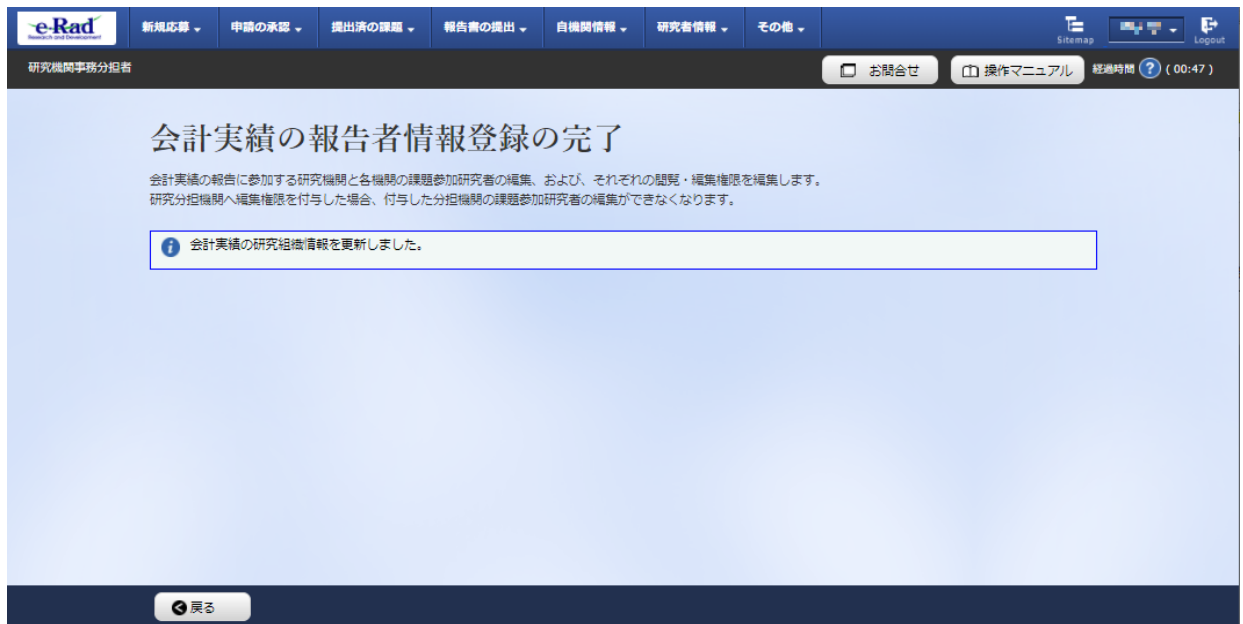 e-Rad
Research and Development
新規応募
申請の承認
提出済の課題
報告書の提出
自機関情報
研究者情報
その他
Sitemap
Logout
研究機関事務分担者
お問合せ
操作マニュアル
経過時間 ? ( 00:47 )
会計実績の報告者情報登録の完了
会計実績の報告に参加する研究機関と各機関の課題参加研究者の編集、および、それぞれの閲覧・編集権限を編集します。
研究分担機関へ編集権限を付与した場合、付与した分担機関の課題参加研究者の編集ができなくなります。
会計実績の研究組織情報を更新しました。
戻る